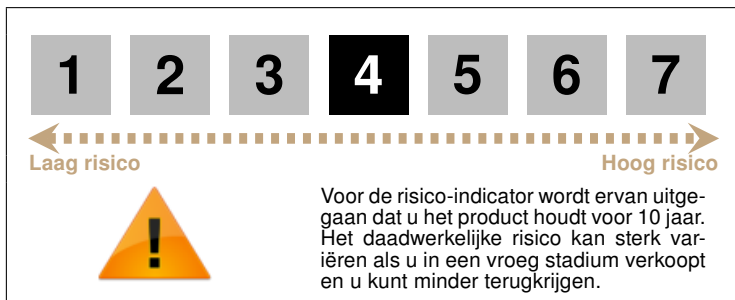 1 2 3 4 5 6 7
Laag risico Hoog risico
!
Voor de risico-indicator wordt ervan uitge-
gaan dat u het product houdt voor 10 jaar.
Het daadwerkelijke risico kan sterk var-
iëren als u in een vroeg stadium verkoopt
en u kunt minder terugkrijgen.